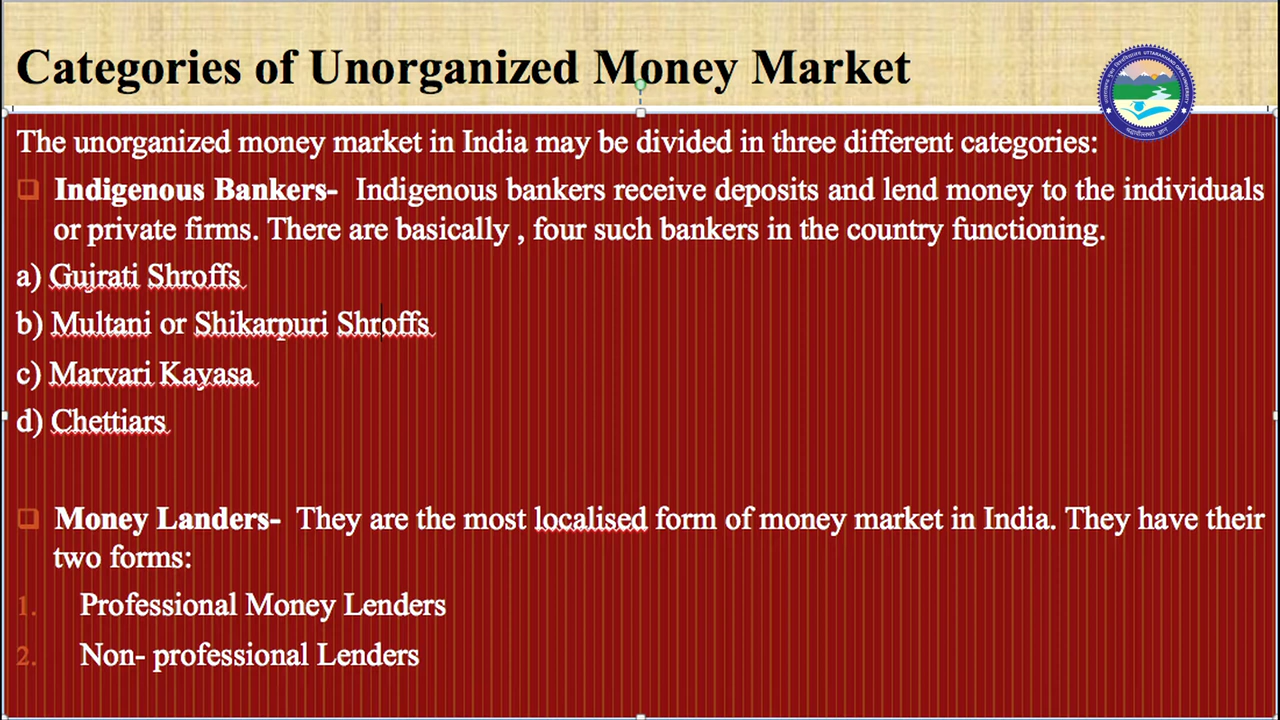 Categories of Unorganized Money Market
The unorganized money market in India may be divided in three different categories:
Indigenous Bankers- Indigenous bankers receive deposits and lend money to the individuals
or private firms. There are basically , four such bankers in the country functioning.
a) Gujrati Shroffs
b) Multani or Shikarpuri Shroffs
c) Marvari Kayasa
d) Chettiars
Money Landers- They are the most localised form of money market in India. They have their
two forms:
1. Professional Money Lenders
2. Non- professional Lenders